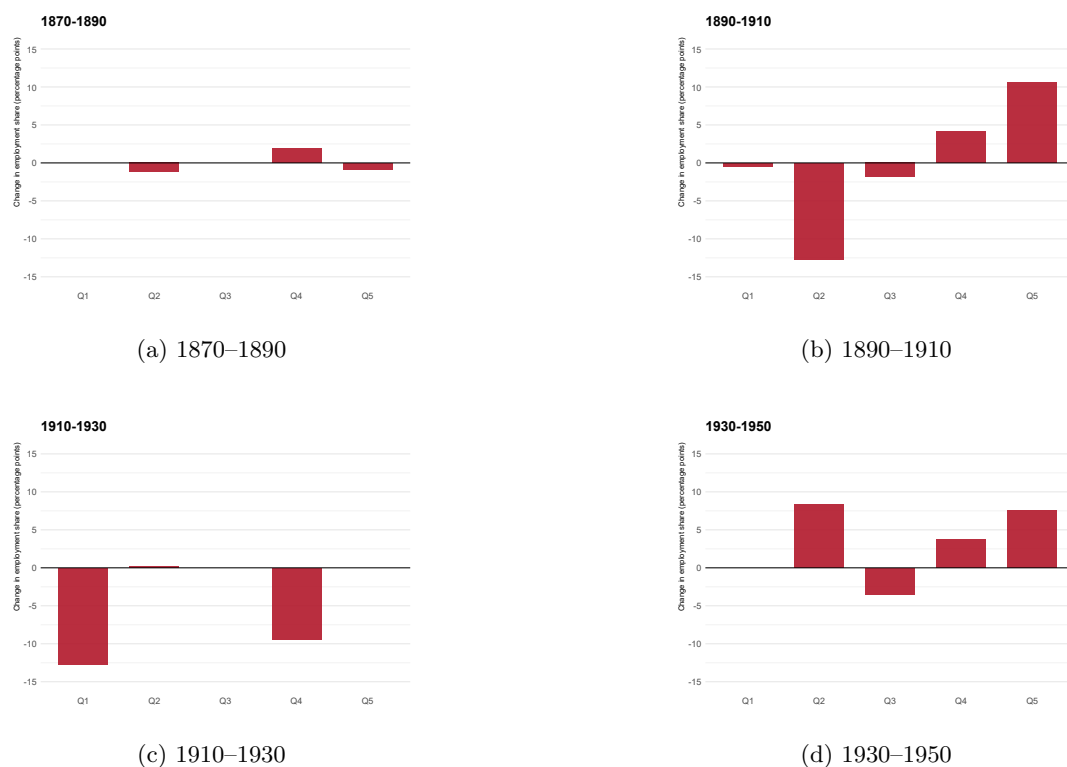 1870-1890
Change in employment share (percentage points)
15
10
5
0
-5
-10
-15
Q1 Q2 Q3 Q4 Q5
(a) 1870–1890
1890-1910
Change in employment share (percentage points)
15
10
5
0
-5
-10
-15
Q1 Q2 Q3 Q4 Q5
(b) 1890–1910
1910-1930
Change in employment share (percentage points)
15
10
5
0
-5
-10
-15
Q1 Q2 Q3 Q4 Q5
(c) 1910–1930
1930-1950
Change in employment share (percentage points)
15
10
5
0
-5
-10
-15
Q1 Q2 Q3 Q4 Q5
(d) 1930–1950